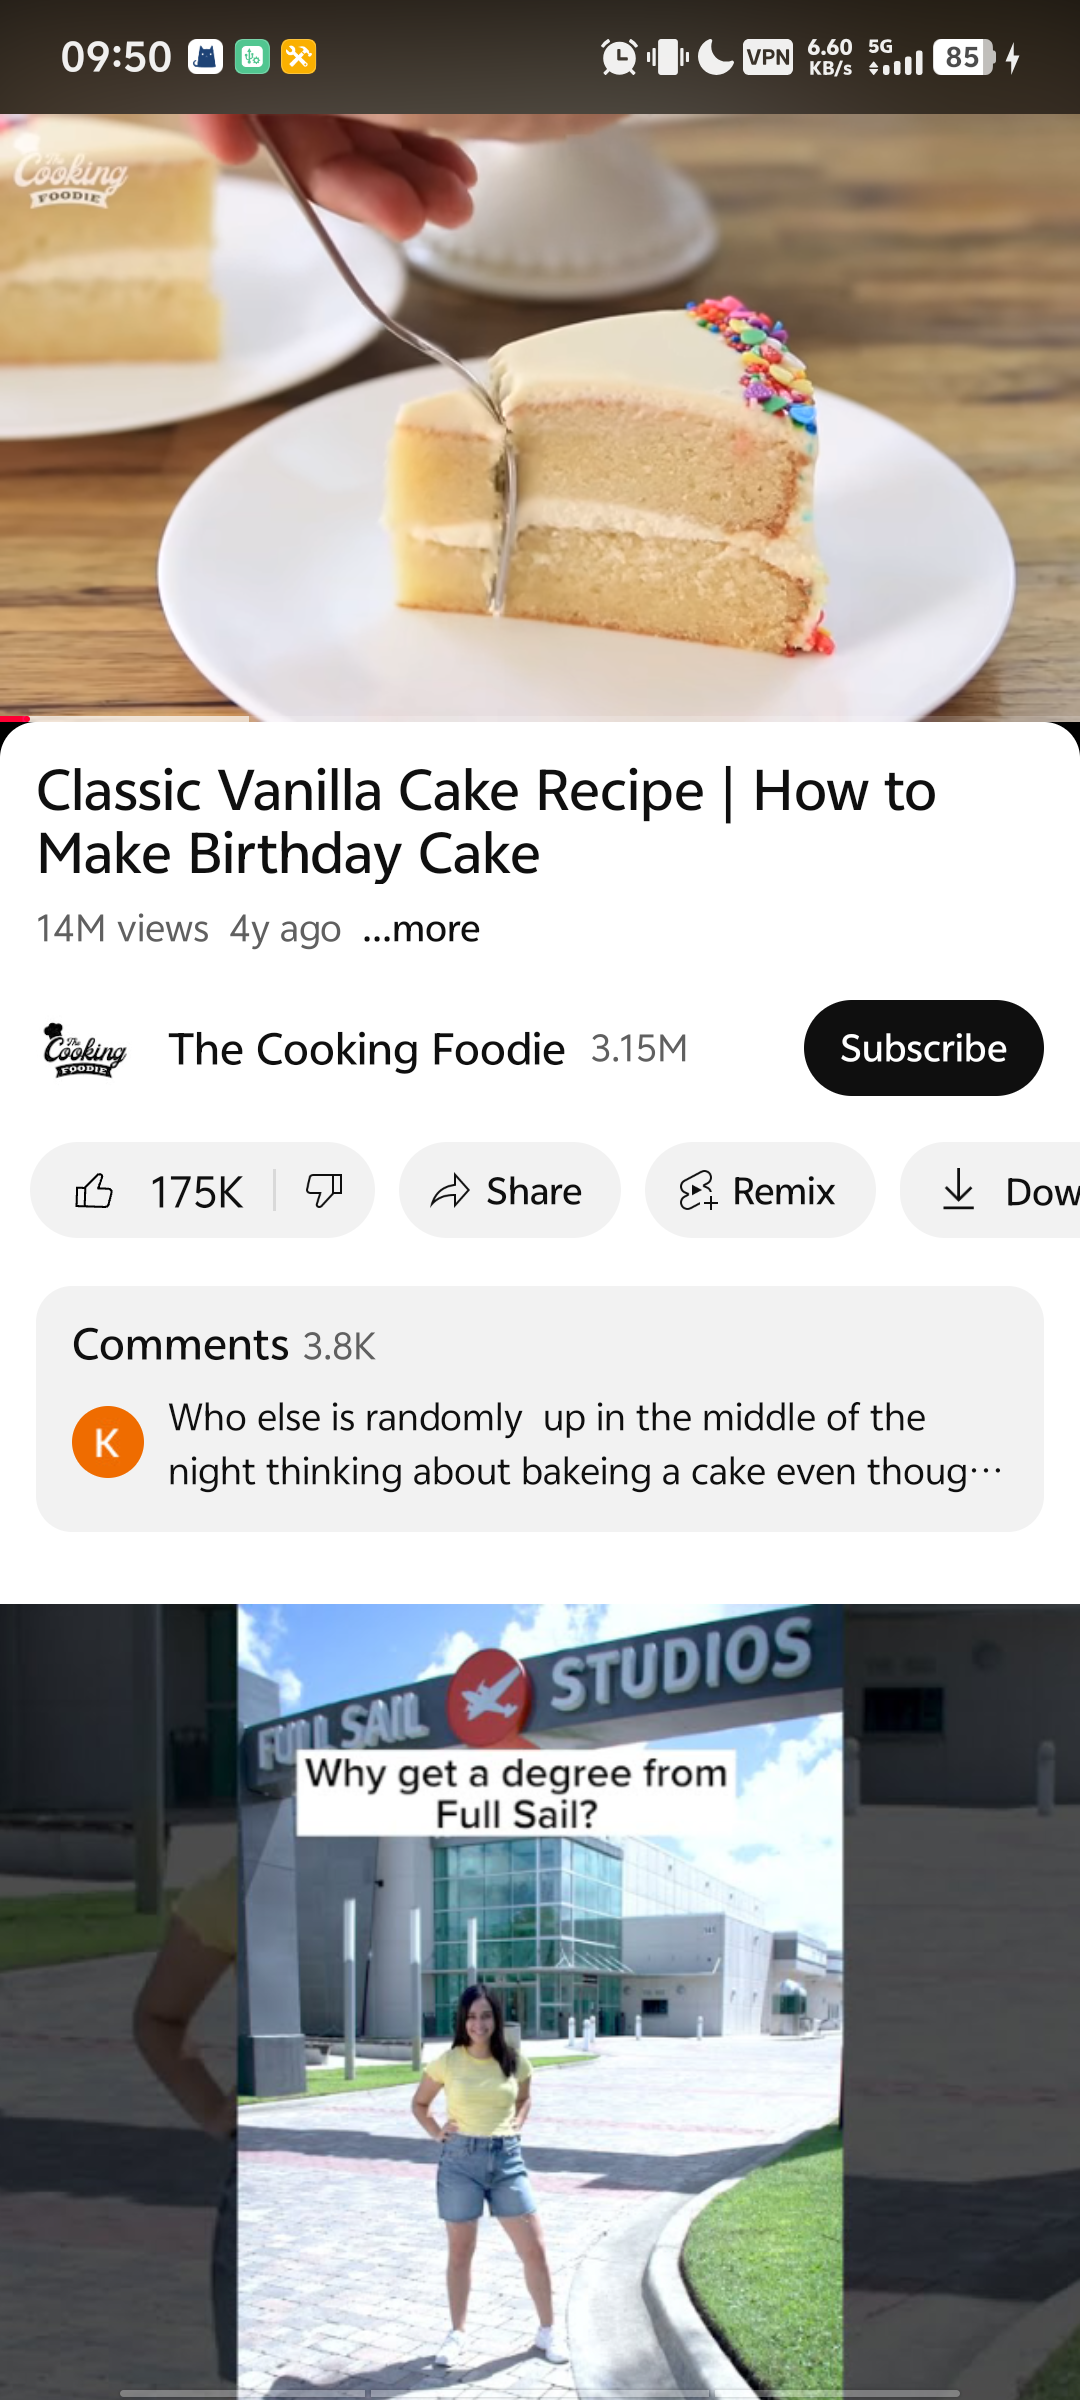 09:50
VPN
6.60
KB/s
5G
85
The
Cooking
FOODIE
Classic Vanilla Cake Recipe | How to
Make Birthday Cake
14M views 4y ago ...more
The
Cooking
FOODIE
The Cooking Foodie 3.15M
Subscribe
175K
Share
Remix
Dow
Comments 3.8K
K
Who else is randomly  up in the middle of the
night thinking about bakeing a cake even thoug...
FULL SAIL STUDIOS
Why get a degree from
Full Sail?